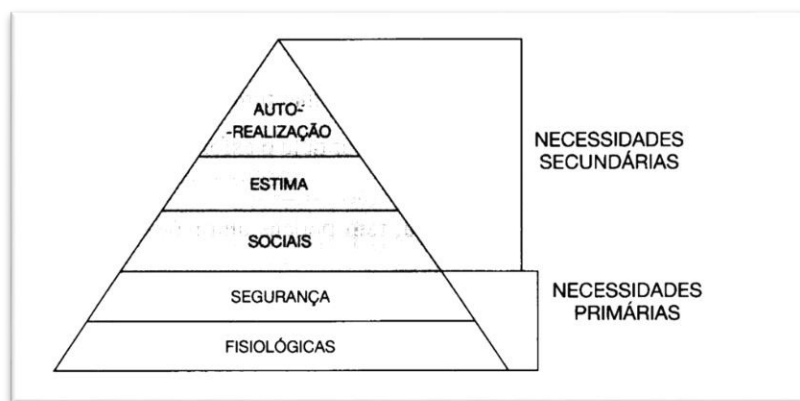 AUTO-
-REALIZAÇÃO
ESTIMA
SOCIAIS
SEGURANÇA
FISIOLÓGICAS
NECESSIDADES
SECUNDÁRIAS
NECESSIDADES
PRIMÁRIAS